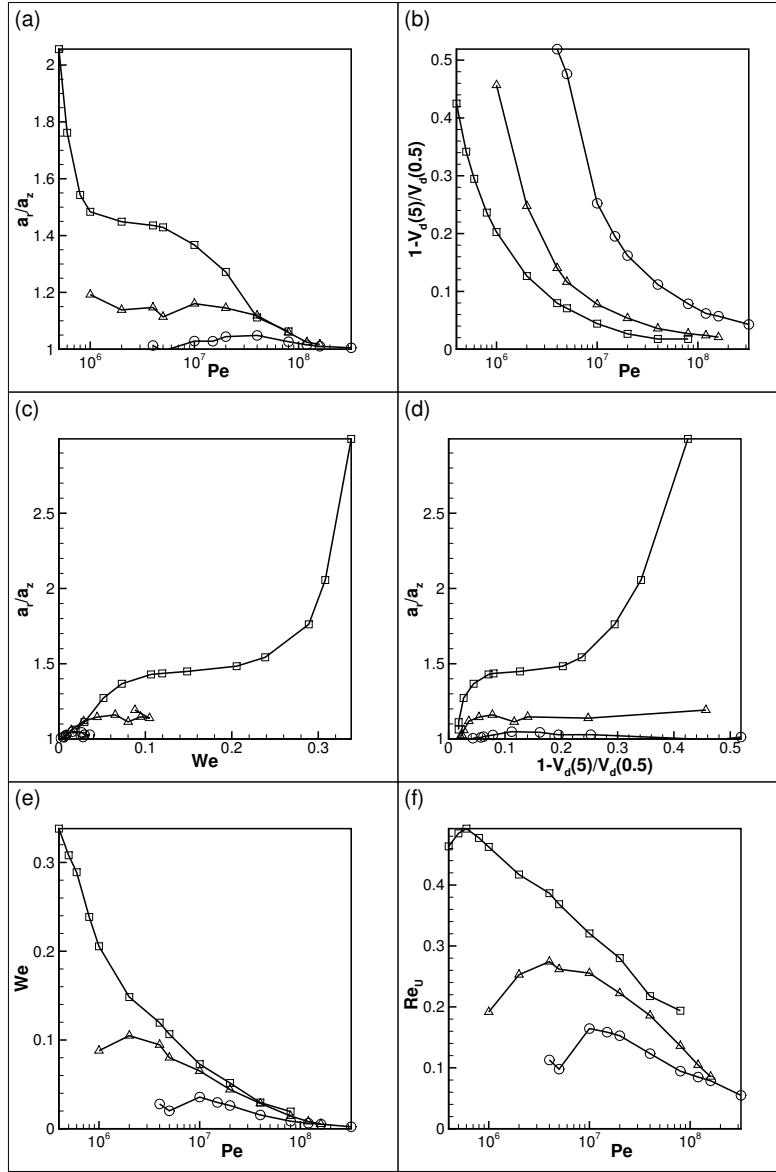 (a)
2
1.8
1.6
1.4
1.2
1
a_r/a_z
10^6 10^7 10^8
Pe
(b)
0.5
0.4
0.3
0.2
0.1
0
1-V_d(5)/V_d(0.5)
10^6 10^7 10^8
Pe
(c)
2.5
2
1.5
1
a_r/a_z
0 0.1 0.2 0.3
We
(d)
2.5
2
1.5
1
a_r/a_z
0 0.1 0.2 0.3 0.4 0.5
1-V_d(5)/V_d(0.5)
(e)
0.3
0.2
0.1
0
We
10^6 10^7 10^8
Pe
(f)
0.4
0.3
0.2
0.1
0
Re_U
10^6 10^7 10^8
Pe